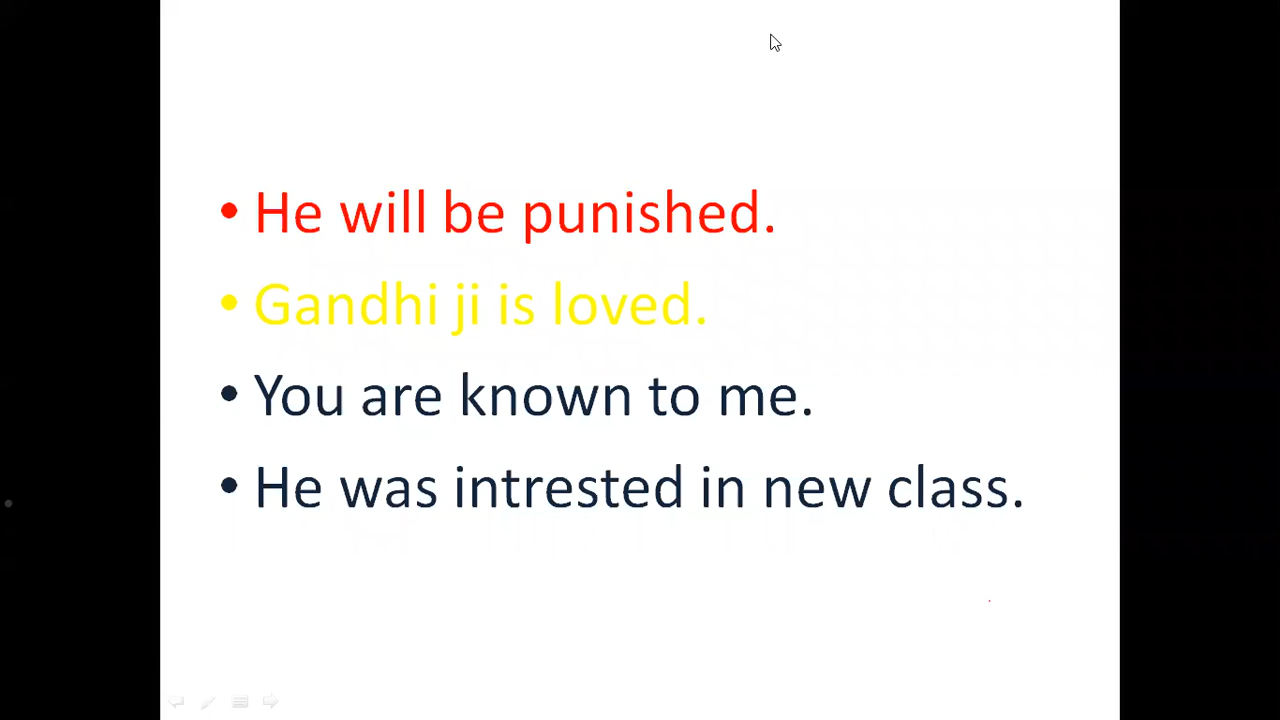 • He will be punished.
• Gandhi ji is loved.
• You are known to me.
• He was intrested in new class.